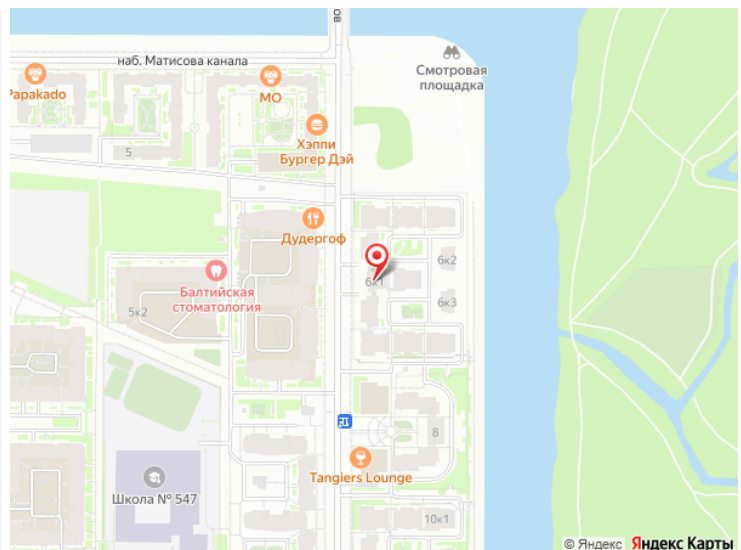 ов
наб. Матисова канала
Смотровая
площадка
Papakado
МО
Хэппи
Бургер Дэй
5
Дудергоф
6к2
6к1
Балтийская
стоматология
5к2
6к3
8
Tangiers Lounge
Школа № 547
10к1
© Яндекс Яндекс Карты